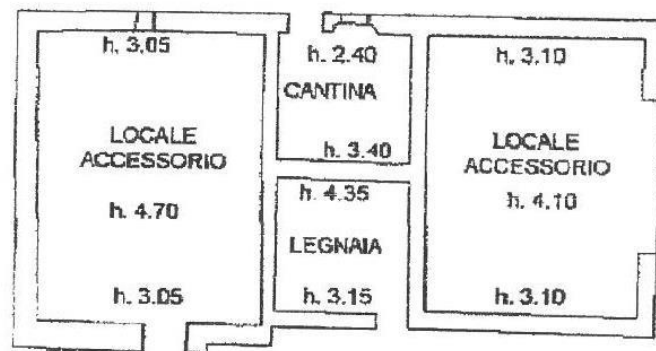 h. 3.05
LOCALE
ACCESSORIO
h. 4.70
h. 3.05
h. 2.40
CANTINA
h. 3.40
h. 4.35
LEGNAIA
h. 3.15
h. 3.10
LOCALE
ACCESSORIO
h. 4.10
h. 3.10